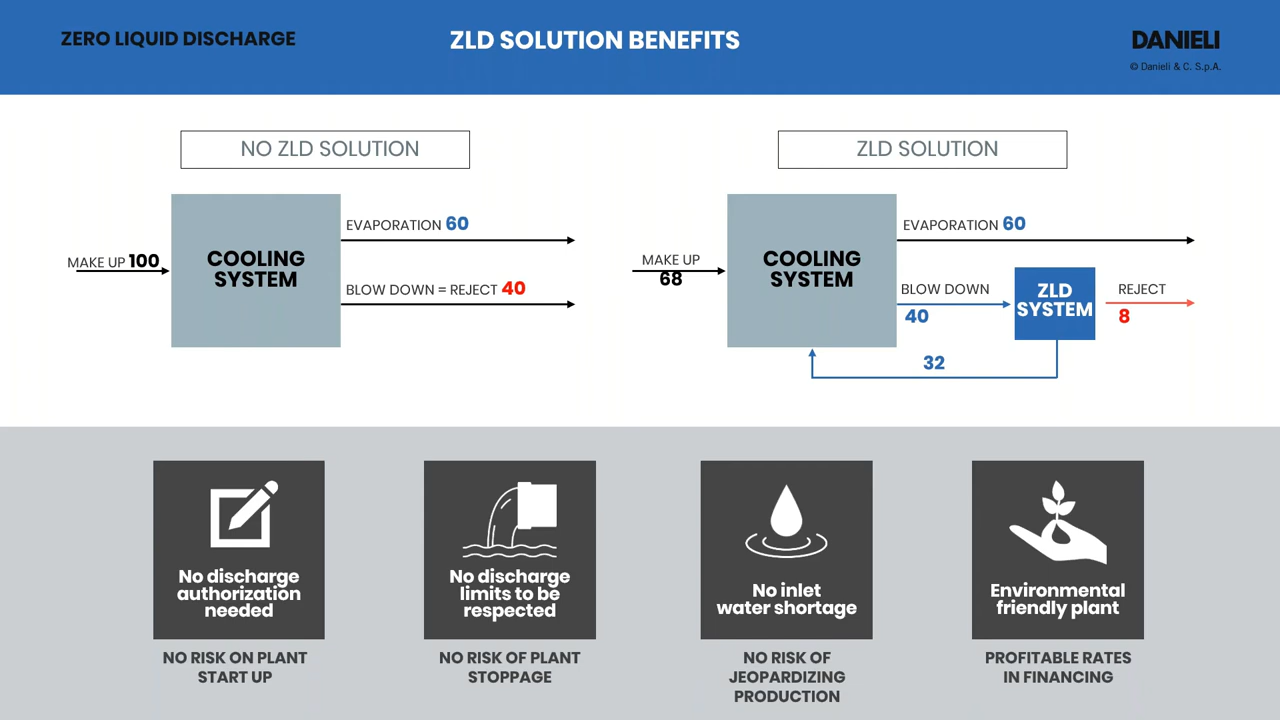 ZERO LIQUID DISCHARGE
ZLD SOLUTION BENEFITS
DANIELI
© Danieli & C. S.p.A.
NO ZLD SOLUTION
MAKE UP 100
COOLING
SYSTEM
EVAPORATION 60
BLOW DOWN = REJECT 40
ZLD SOLUTION
MAKE UP
68
COOLING
SYSTEM
EVAPORATION 60
BLOW DOWN
40
ZLD
SYSTEM
REJECT
8
32
No discharge
authorization
needed
NO RISK ON PLANT
START UP
No discharge
limits to be
respected
NO RISK OF PLANT
STOPPAGE
No inlet
water shortage
NO RISK OF
JEOPARDIZING
PRODUCTION
Environmental
friendly plant
PROFITABLE RATES
IN FINANCING